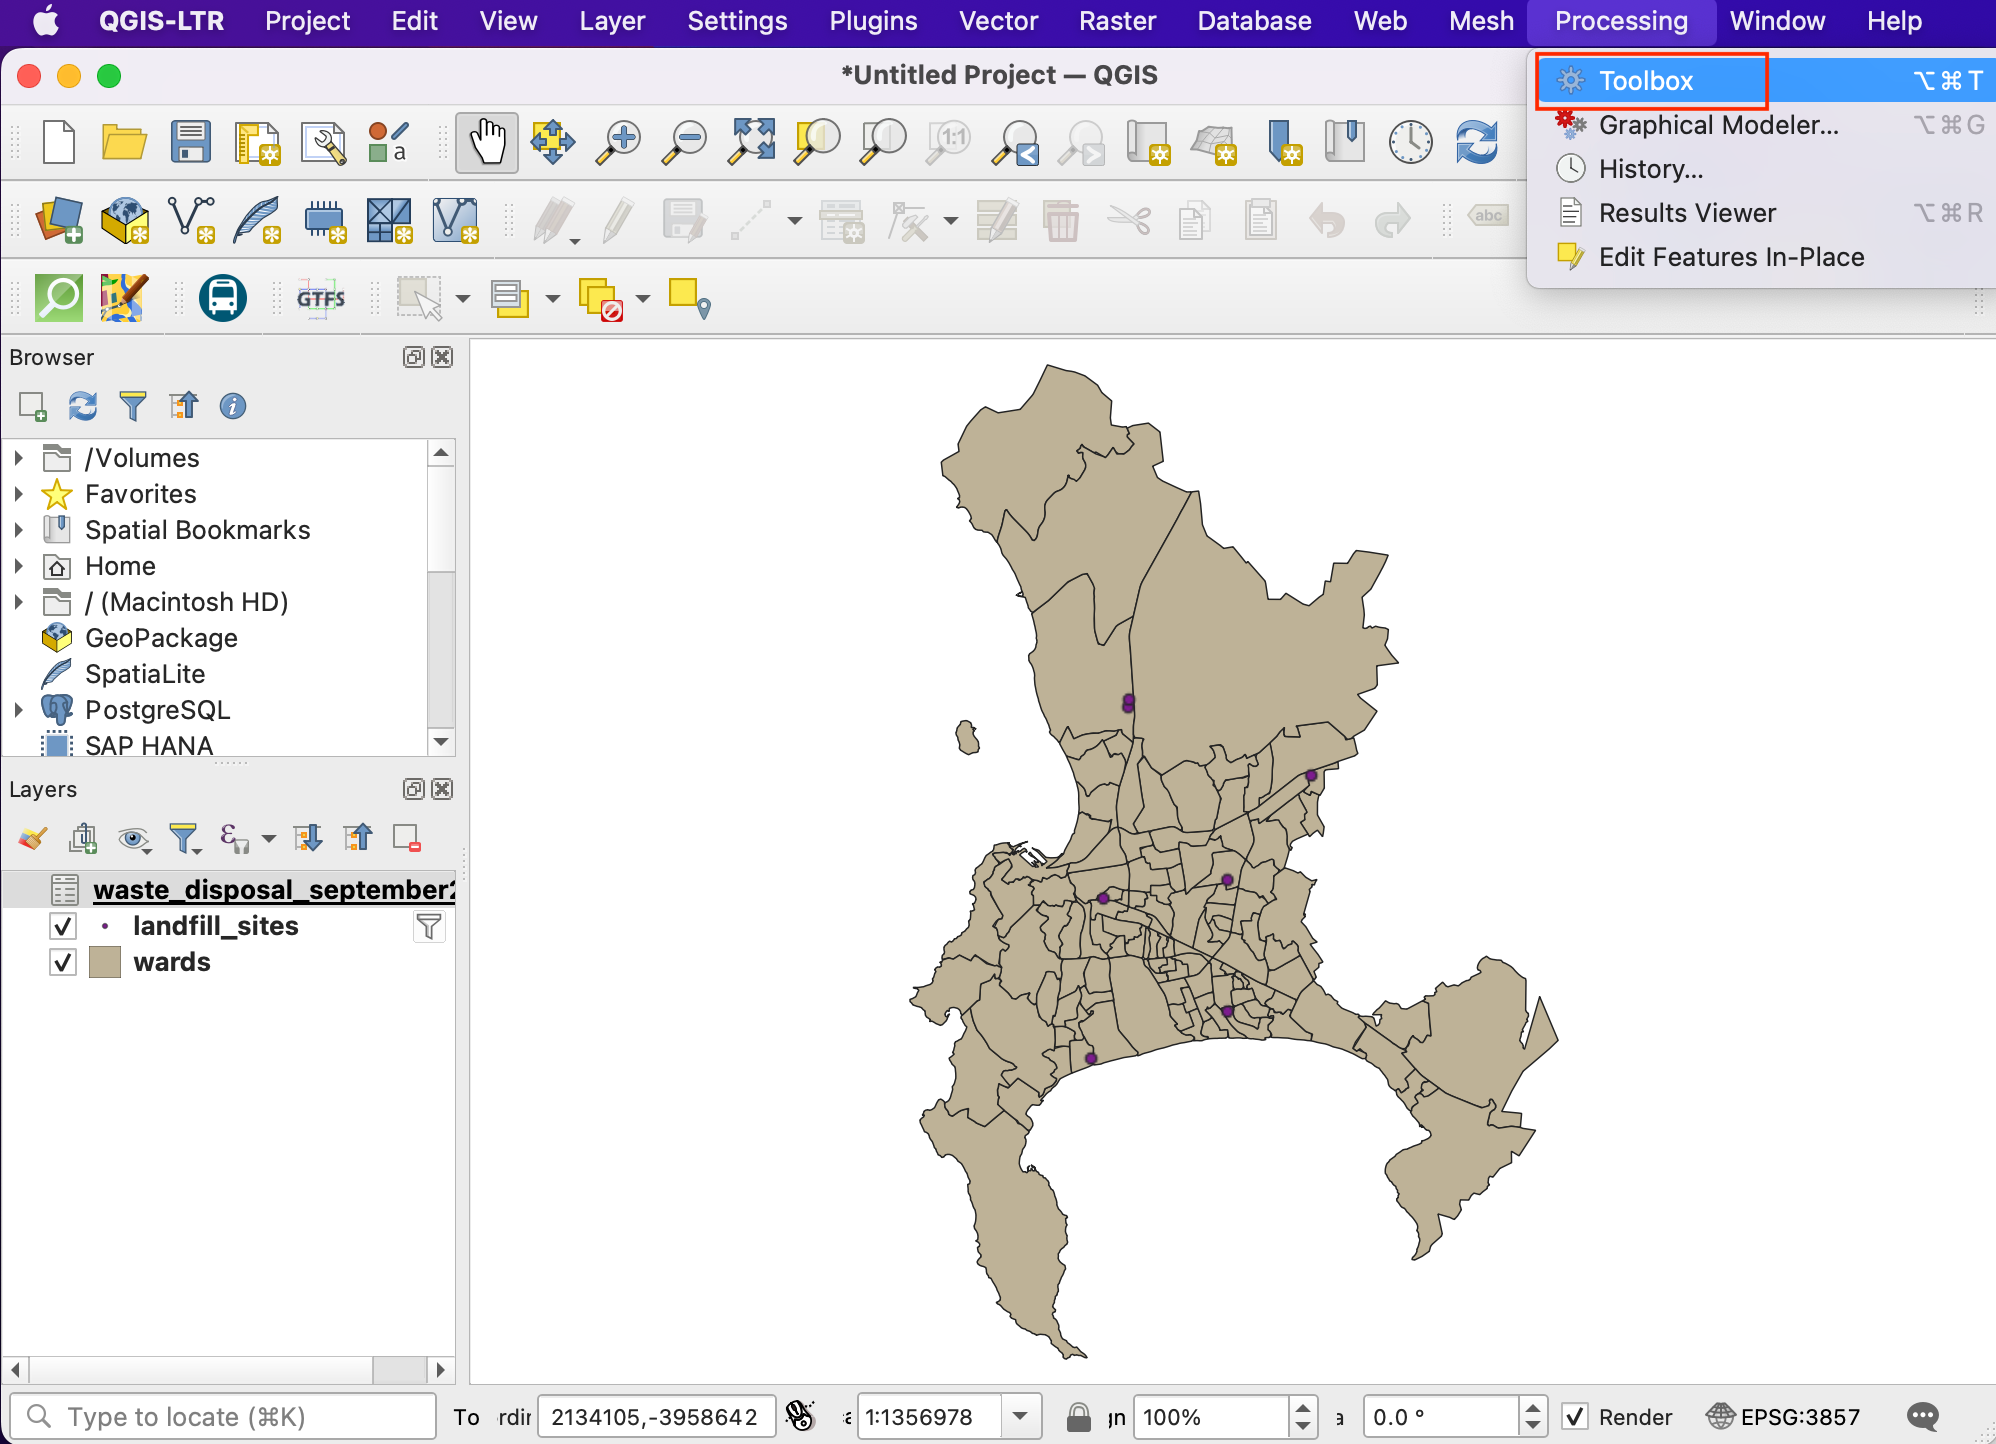 QGIS-LTR Project Edit View Layer Settings Plugins Vector Raster Database Web Mesh Processing Window Help
*Untitled Project — QGIS
Toolbox ⌥⌘T
Graphical Modeler... ⌥⌘G
History...
Results Viewer ⌥⌘R
Edit Features In-Place
a
1:1
abc
GTFS
Browser
/Volumes
Favorites
Spatial Bookmarks
Home
/ (Macintosh HD)
GeoPackage
SpatiaLite
PostgreSQL
SAP HANA
Layers
waste_disposal_september2
landfill_sites
wards
Type to locate (⌘K) To rdir 2134105,-3958642 1:1356978 100% 0.0 ° Render EPSG:3857